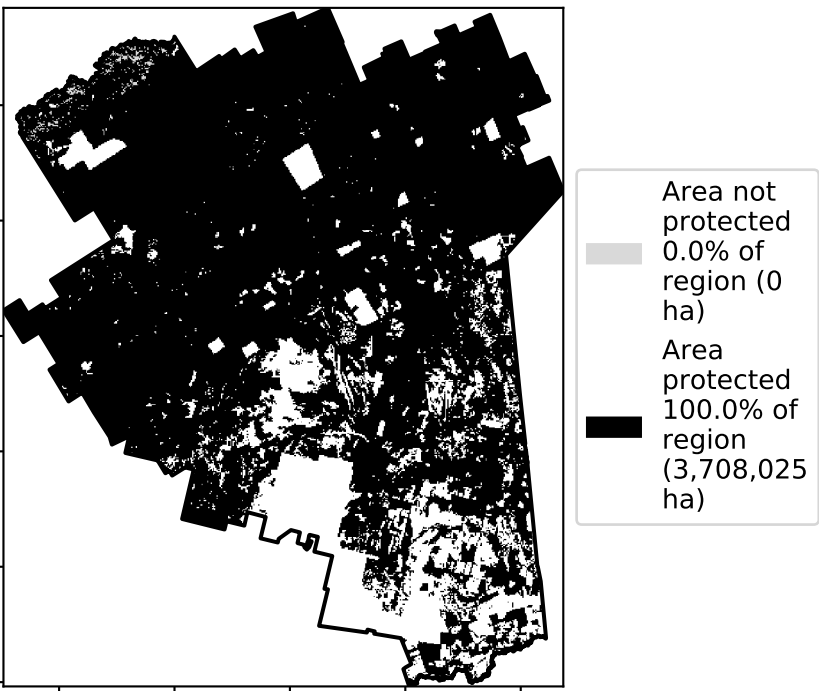 Area not
protected
0.0% of
region (0
ha)
Area
protected
100.0% of
region
(3,708,025
ha)